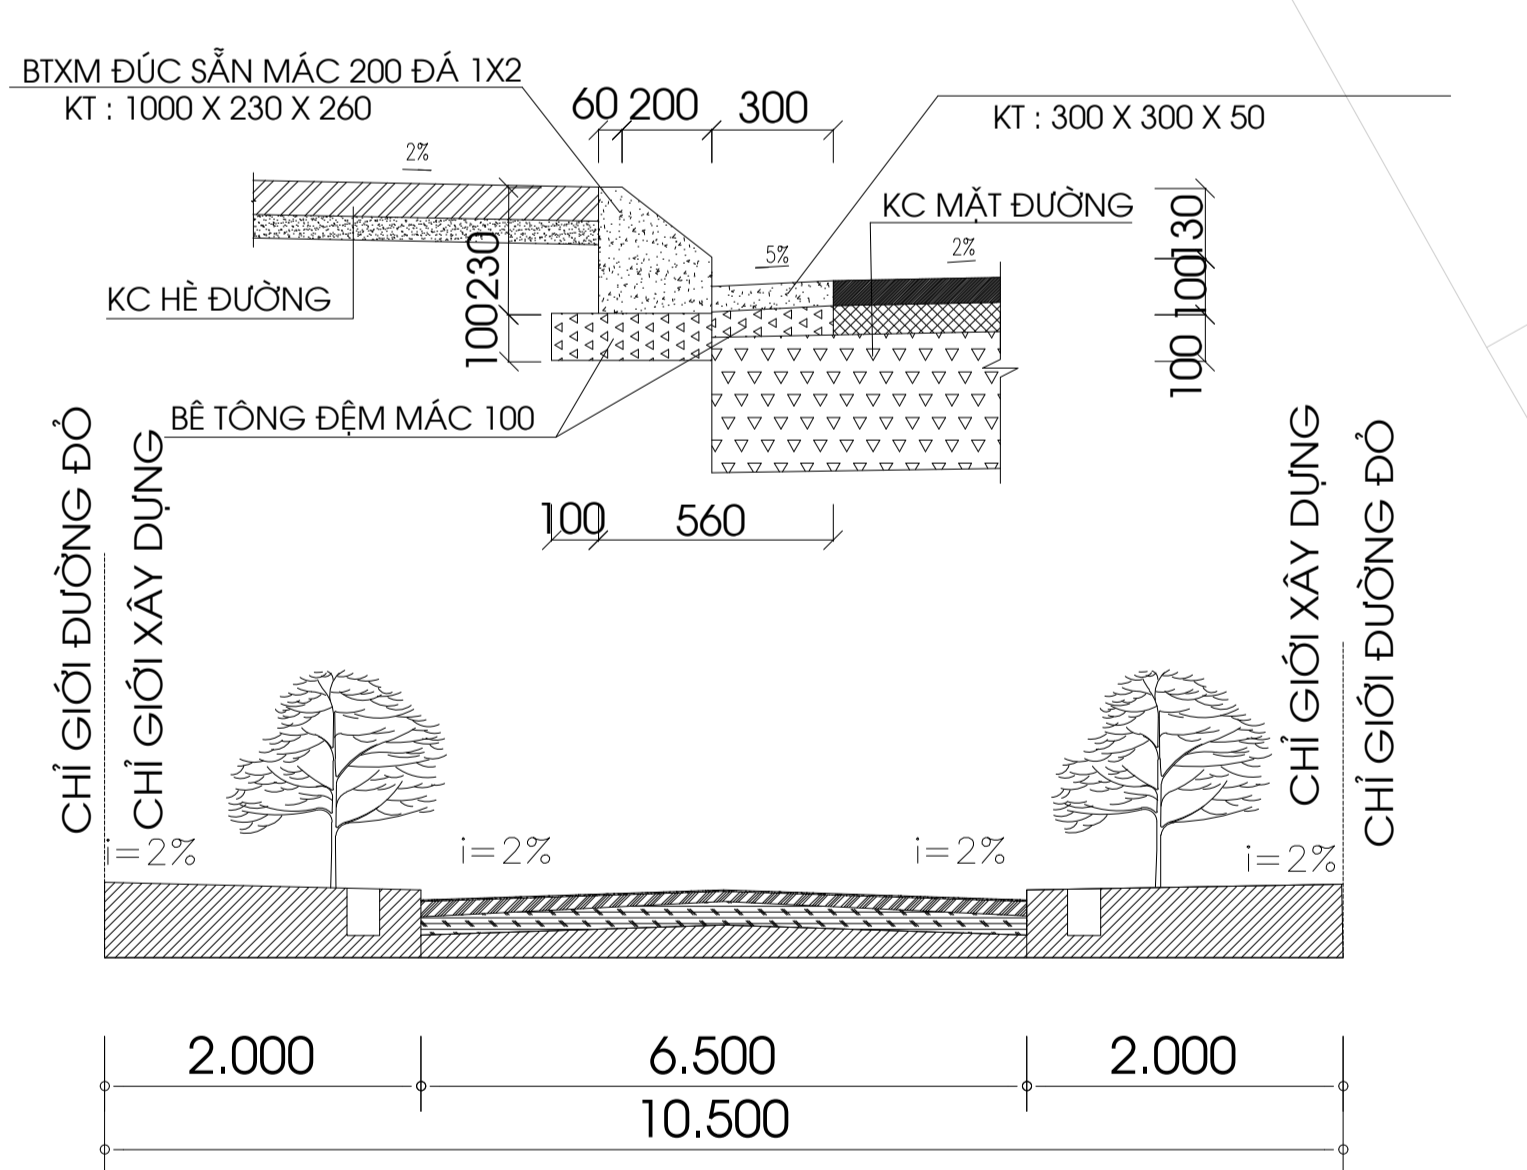 BTXM ĐÚC SẴN MÁC 200 ĐÁ 1X2
KT : 1000 X 230 X 260
60 200 300
KT : 300 X 300 X 50
2%
KC MẶT ĐƯỜNG
130
100
100
230
100
5%
2%
KC HÈ ĐƯỜNG
BÊ TÔNG ĐỆM MÁC 100
100 560
CHỈ GIỚI ĐƯỜNG ĐỎ
CHỈ GIỚI XÂY DỰNG
CHỈ GIỚI XÂY DỰNG
CHỈ GIỚI ĐƯỜNG ĐỎ
i=2% i=2% i=2% i=2%
2.000 6.500 2.000
10.500